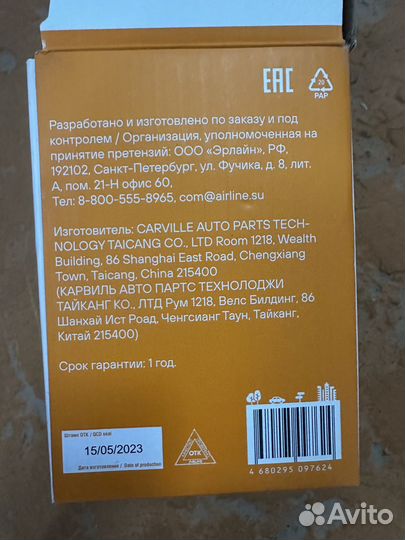 EAC
20
PAP
Разработано и изготовлено по заказу и под
контролем / Организация, уполномоченная на
принятие претензий: ООО «Эрлайн», РФ,
192102, Санкт-Петербург, ул. Фучика, д. 8, лит.
А, пом. 21-Н офис 60,
Тел: 8-800-555-8965, com@airline.su
Изготовитель: CARVILLE AUTO PARTS TECH-
NOLOGY TAICANG CO., LTD Room 1218, Wealth
Building, 86 Shanghai East Road, Chengxiang
Town, Taicang, China 215400
(КАРВИЛЬ АВТО ПАРТС ТЕХНОЛОДЖИ
ТАЙКАНГ КО., ЛТД Рум 1218, Велс Билдинг, 86
Шанхай Ист Роад, Ченгсианг Таун, Тайканг,
Китай 215400)
Срок гарантии: 1 год.
Штамп ОТК / QCD seal
15/05/2023
Дата изготовления / Date of production
ОТК
4 680295 097624
Avito